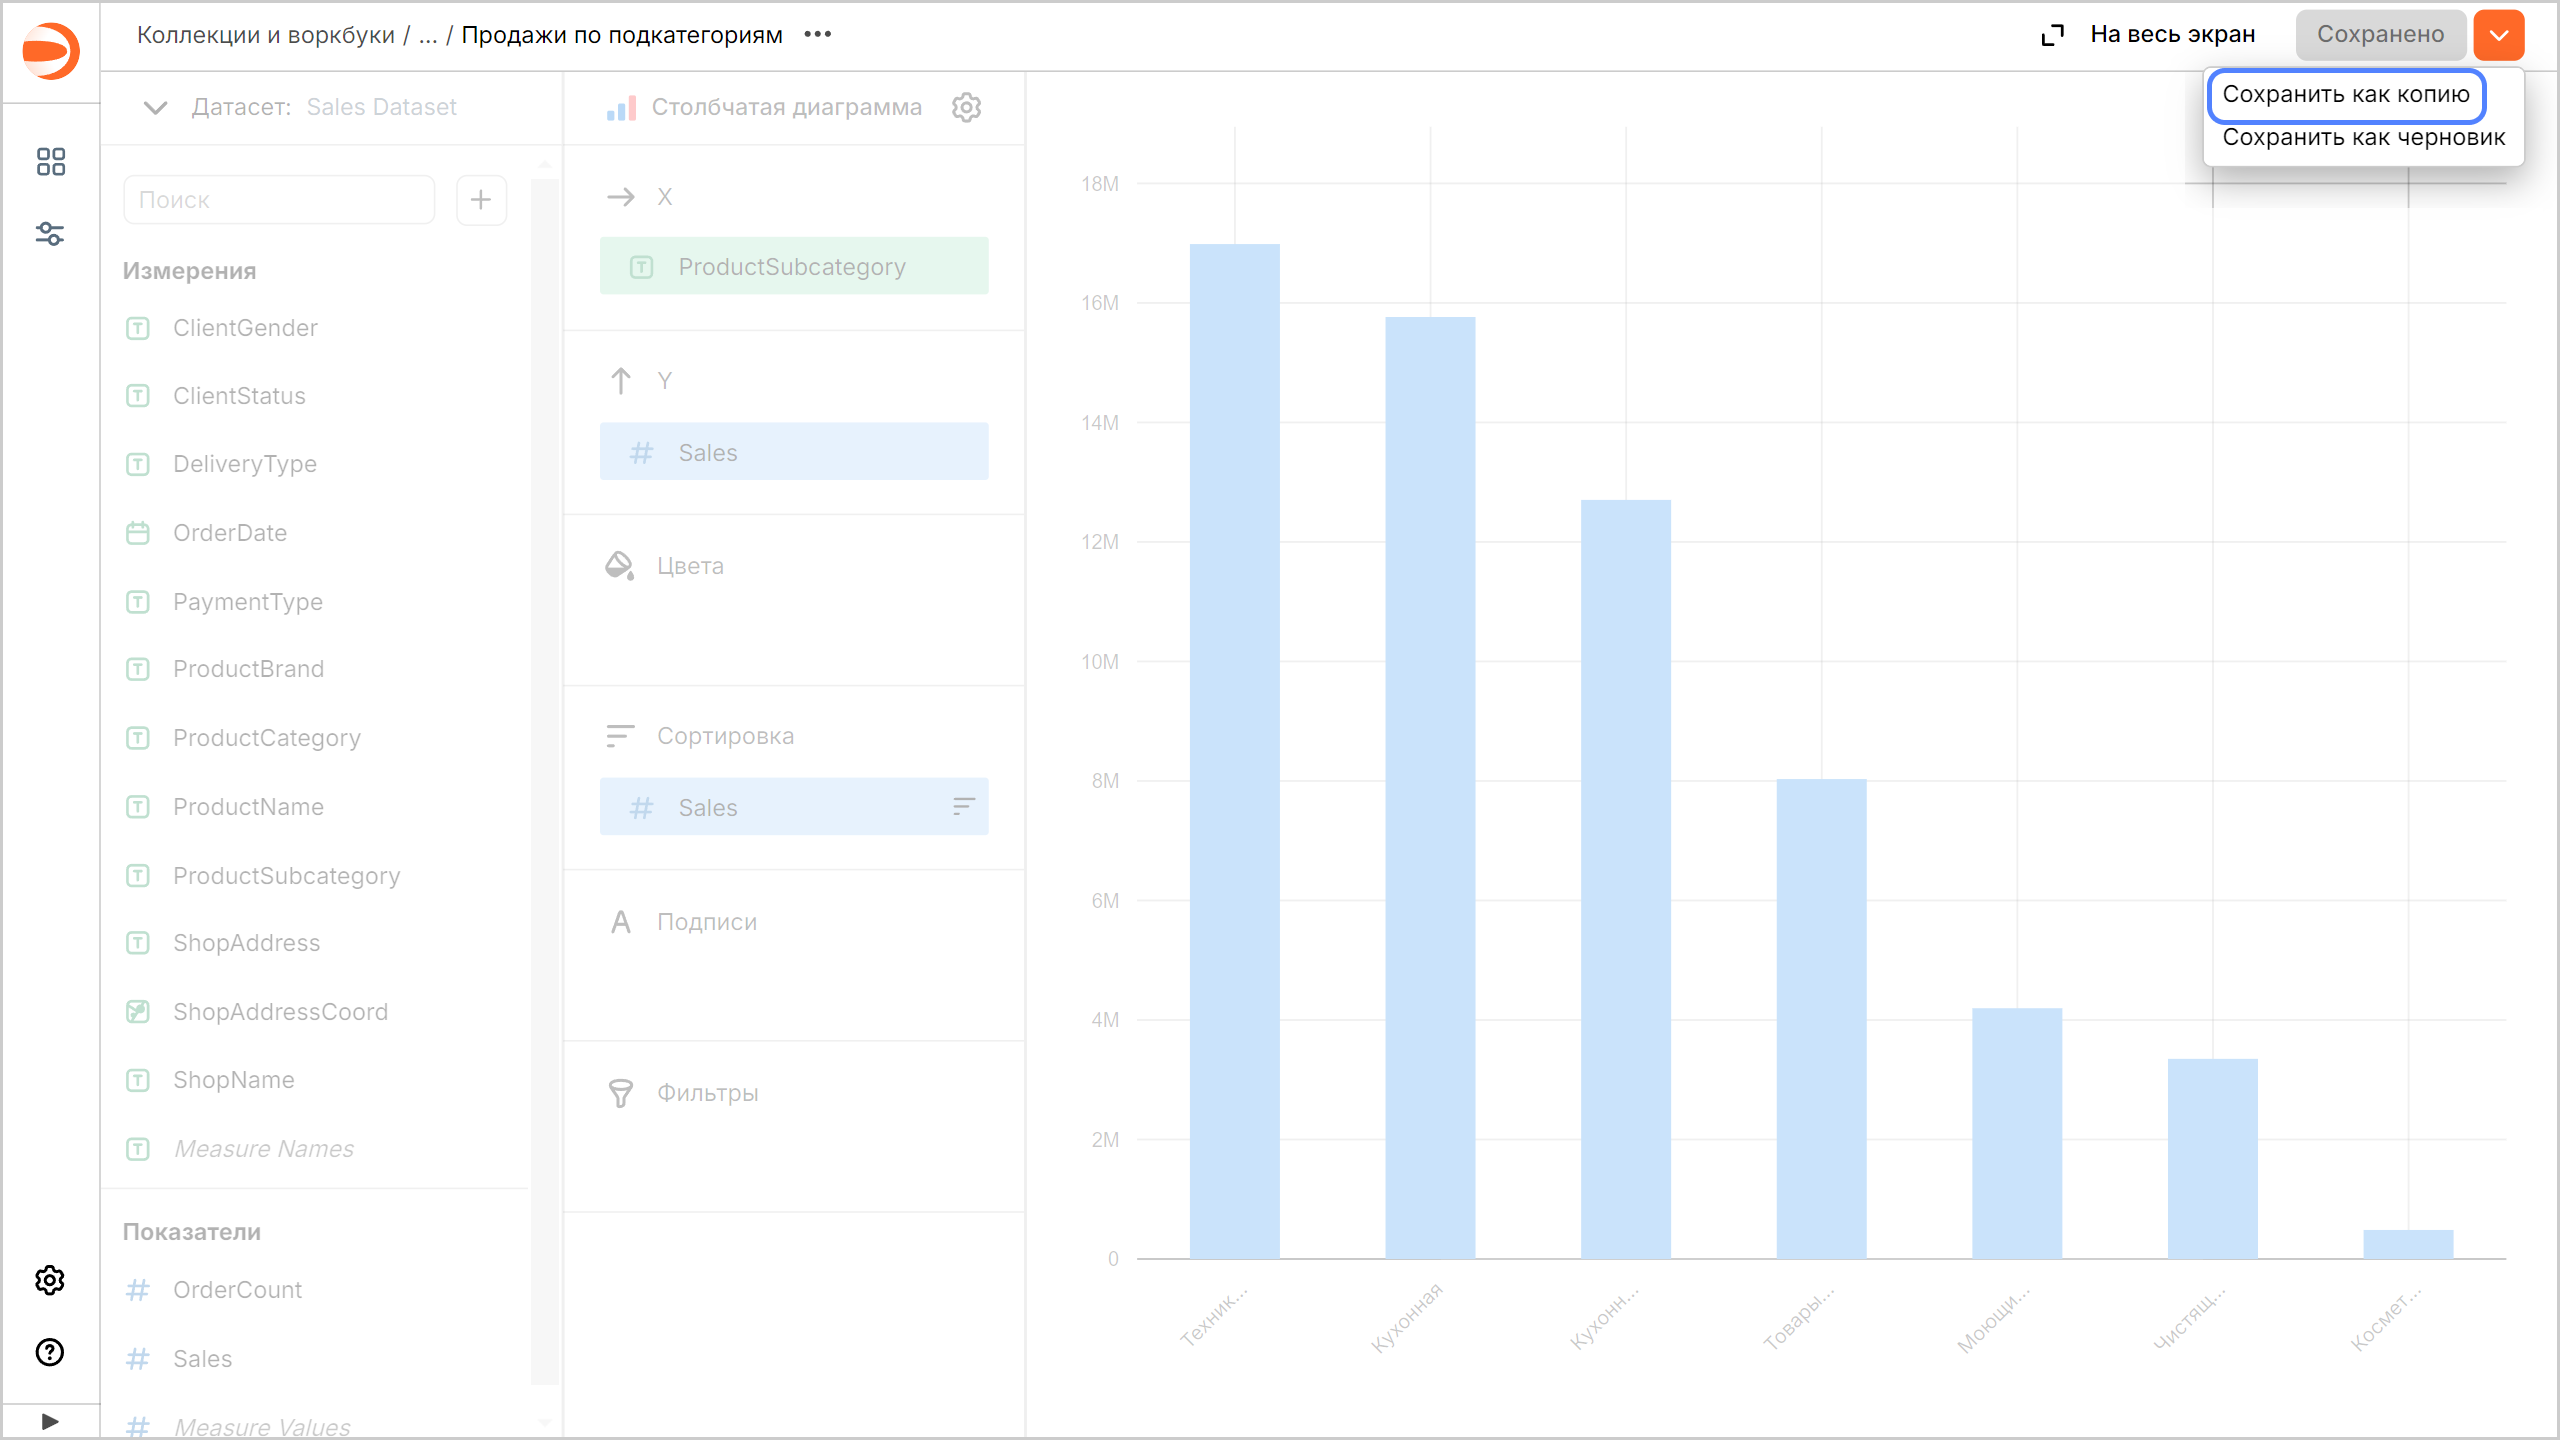 Коллекции и воркбуки / ... / Продажи по подкатегориям
На весь экран
Сохранено
Сохранить как копию
Сохранить как черновик
Датасет: Sales Dataset
Поиск
Измерения
ClientGender
ClientStatus
DeliveryType
OrderDate
PaymentType
ProductBrand
ProductCategory
ProductName
ProductSubcategory
ShopAddress
ShopAddressCoord
ShopName
Measure Names
Показатели
OrderCount
Sales
Measure Values
Столбчатая диаграмма
X
ProductSubcategory
Y
Sales
Цвета
Сортировка
Sales
Подписи
Фильтры
18M
16M
14M
12M
10M
8M
6M
4M
2M
0
Техник...
Кухонная
Кухонн...
Товары...
Моющи...
Чистящ...
Космет...